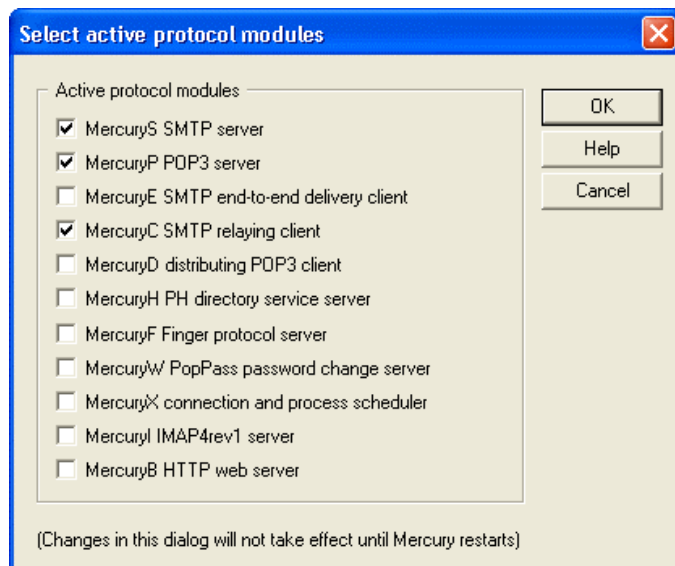 Select active protocol modules
Active protocol modules
MercuryS SMTP server
MercuryP POP3 server
MercuryE SMTP end-to-end delivery client
MercuryC SMTP relaying client
MercuryD distributing POP3 client
MercuryH PH directory service server
MercuryF Finger protocol server
MercuryW PopPass password change server
MercuryX connection and process scheduler
MercuryI IMAP4rev1 server
MercuryB HTTP web server
OK
Help
Cancel
(Changes in this dialog will not take effect until Mercury restarts)